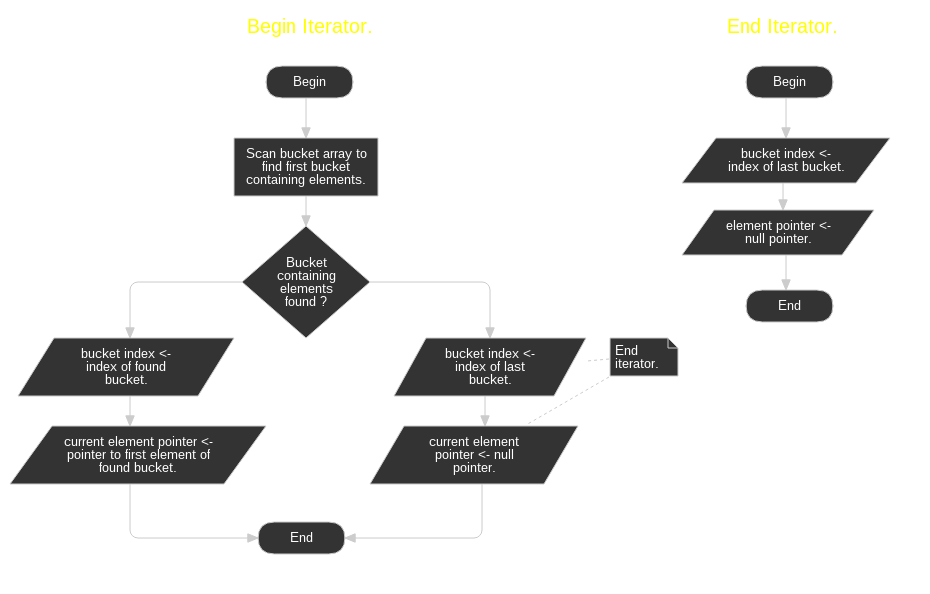 Begin Iterator.
Begin
Scan bucket array to
find first bucket
containing elements.
Bucket
containing
elements
found ?
bucket index <-
index of found
bucket.
current element pointer <-
pointer to first element of
found bucket.
bucket index <-
index of last
bucket.
End
iterator.
current element
pointer <- null
pointer.
End
End Iterator.
Begin
bucket index <-
index of last bucket.
element pointer <-
null pointer.
End